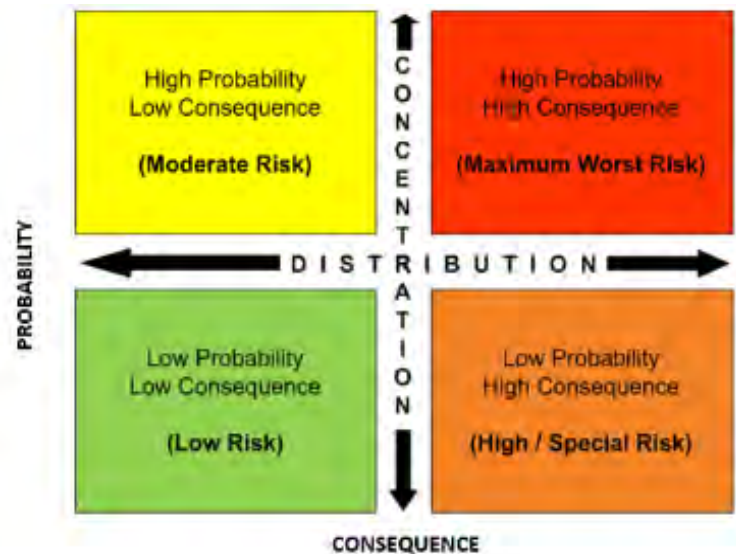 High Probability
Low Consequence
(Moderate Risk)
High Probability
High Consequence
(Maximum Worst Risk)
CONCENTRATION
DISTRIBUTION
PROBABILITY
Low Probability
Low Consequence
(Low Risk)
Low Probability
High Consequence
(High / Special Risk)
CONSEQUENCE